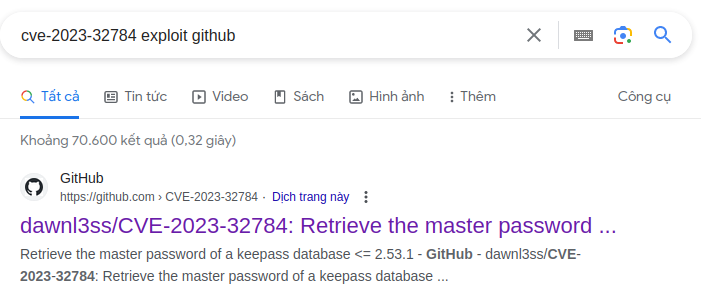 cve-2023-32784 exploit github
Tất cả Tin tức Video Sách Hình ảnh Thêm Công cụ
Khoảng 70.600 kết quả (0,32 giây)
GitHub
https://github.com › CVE-2023-32784 · Dịch trang này
dawnl3ss/CVE-2023-32784: Retrieve the master password ...
Retrieve the master password of a keepass database <= 2.53.1 - GitHub - dawnl3ss/CVE-
2023-32784: Retrieve the master password of a keepass database ...